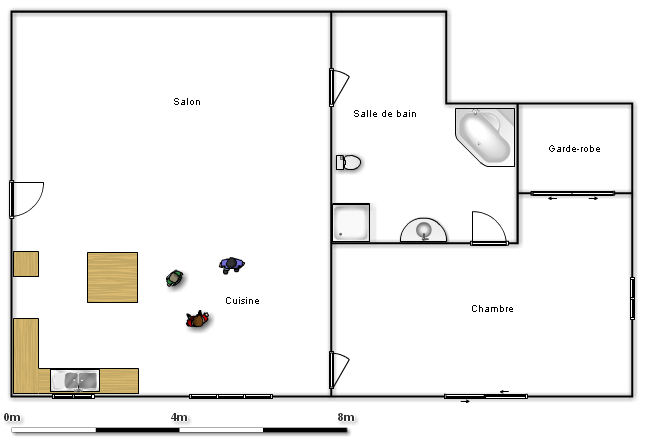 Salon
Salle de bain
Garde-robe
Cuisine
Chambre
0m 4m 8m